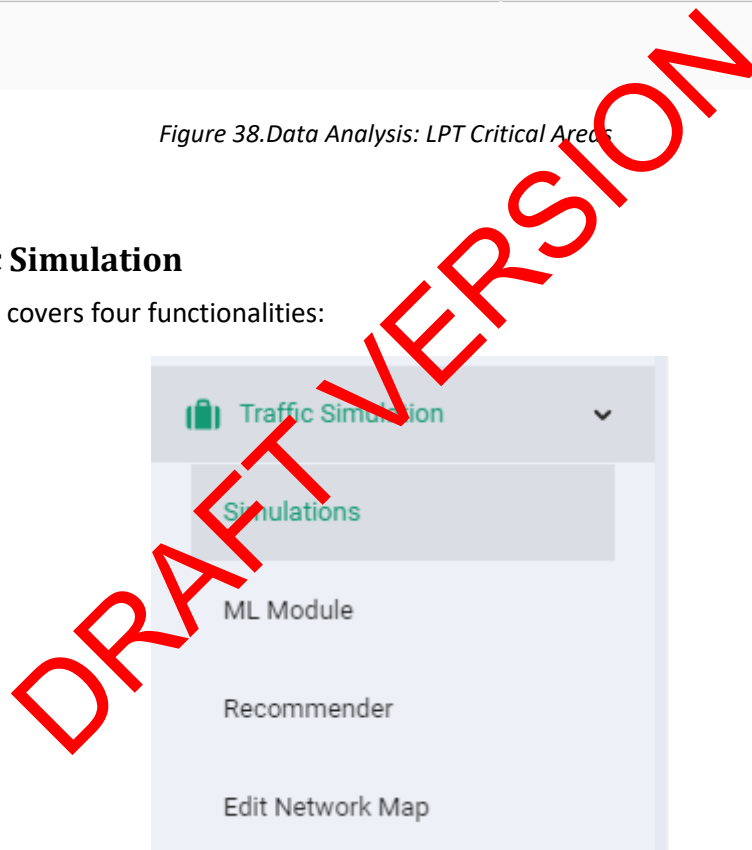 Figure 38.Data Analysis: LPT Critical Areas
c Simulation
covers four functionalities:
Traffic Simulation
Simulations
ML Module
Recommender
Edit Network Map
DRAFT VERSION